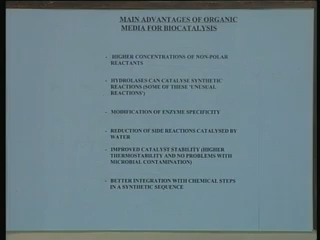 MAIN ADVANTAGES OF ORGANIC
MEDIA FOR BIOCATALYSIS
- HIGHER CONCENTRATIONS OF NON-POLAR
REACTANTS
- HYDROLASES CAN CATALYSE SYNTHETIC
REACTIONS (SOME OF THESE 'UNUSUAL
REACTIONS')
- MODIFICATION OF ENZYME SPECIFICITY
- REDUCTION OF SIDE REACTIONS CATALYSED BY
WATER
- IMPROVED CATALYST STABILITY (HIGHER
THERMOSTABILITY AND NO PROBLEMS WITH
MICROBIAL CONTAMINATION)
- BETTER INTEGRATION WITH CHEMICAL STEPS
IN A SYNTHETIC SEQUENCE